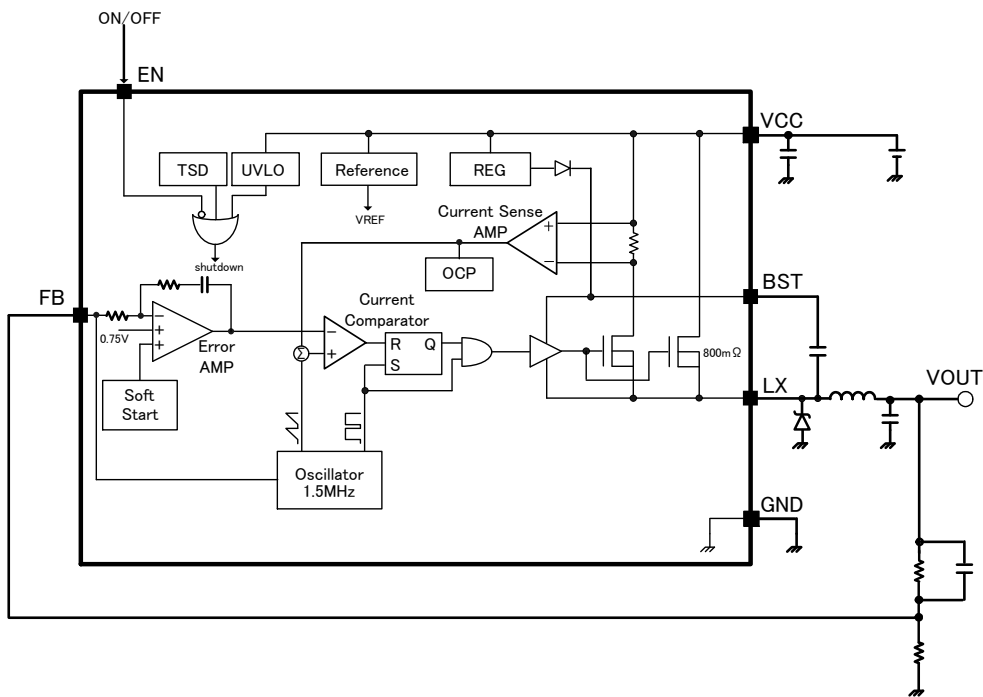 ON/OFF
EN
VCC
TSD
UVLO
Reference
REG
VREF
Current Sense
AMP
shutdown
OCP
FB
BST
Current
Comparator
0.75V
Error
AMP
Σ
R
Q
S
800mΩ
Soft
Start
LX
VOUT
Oscillator
1.5MHz
GND